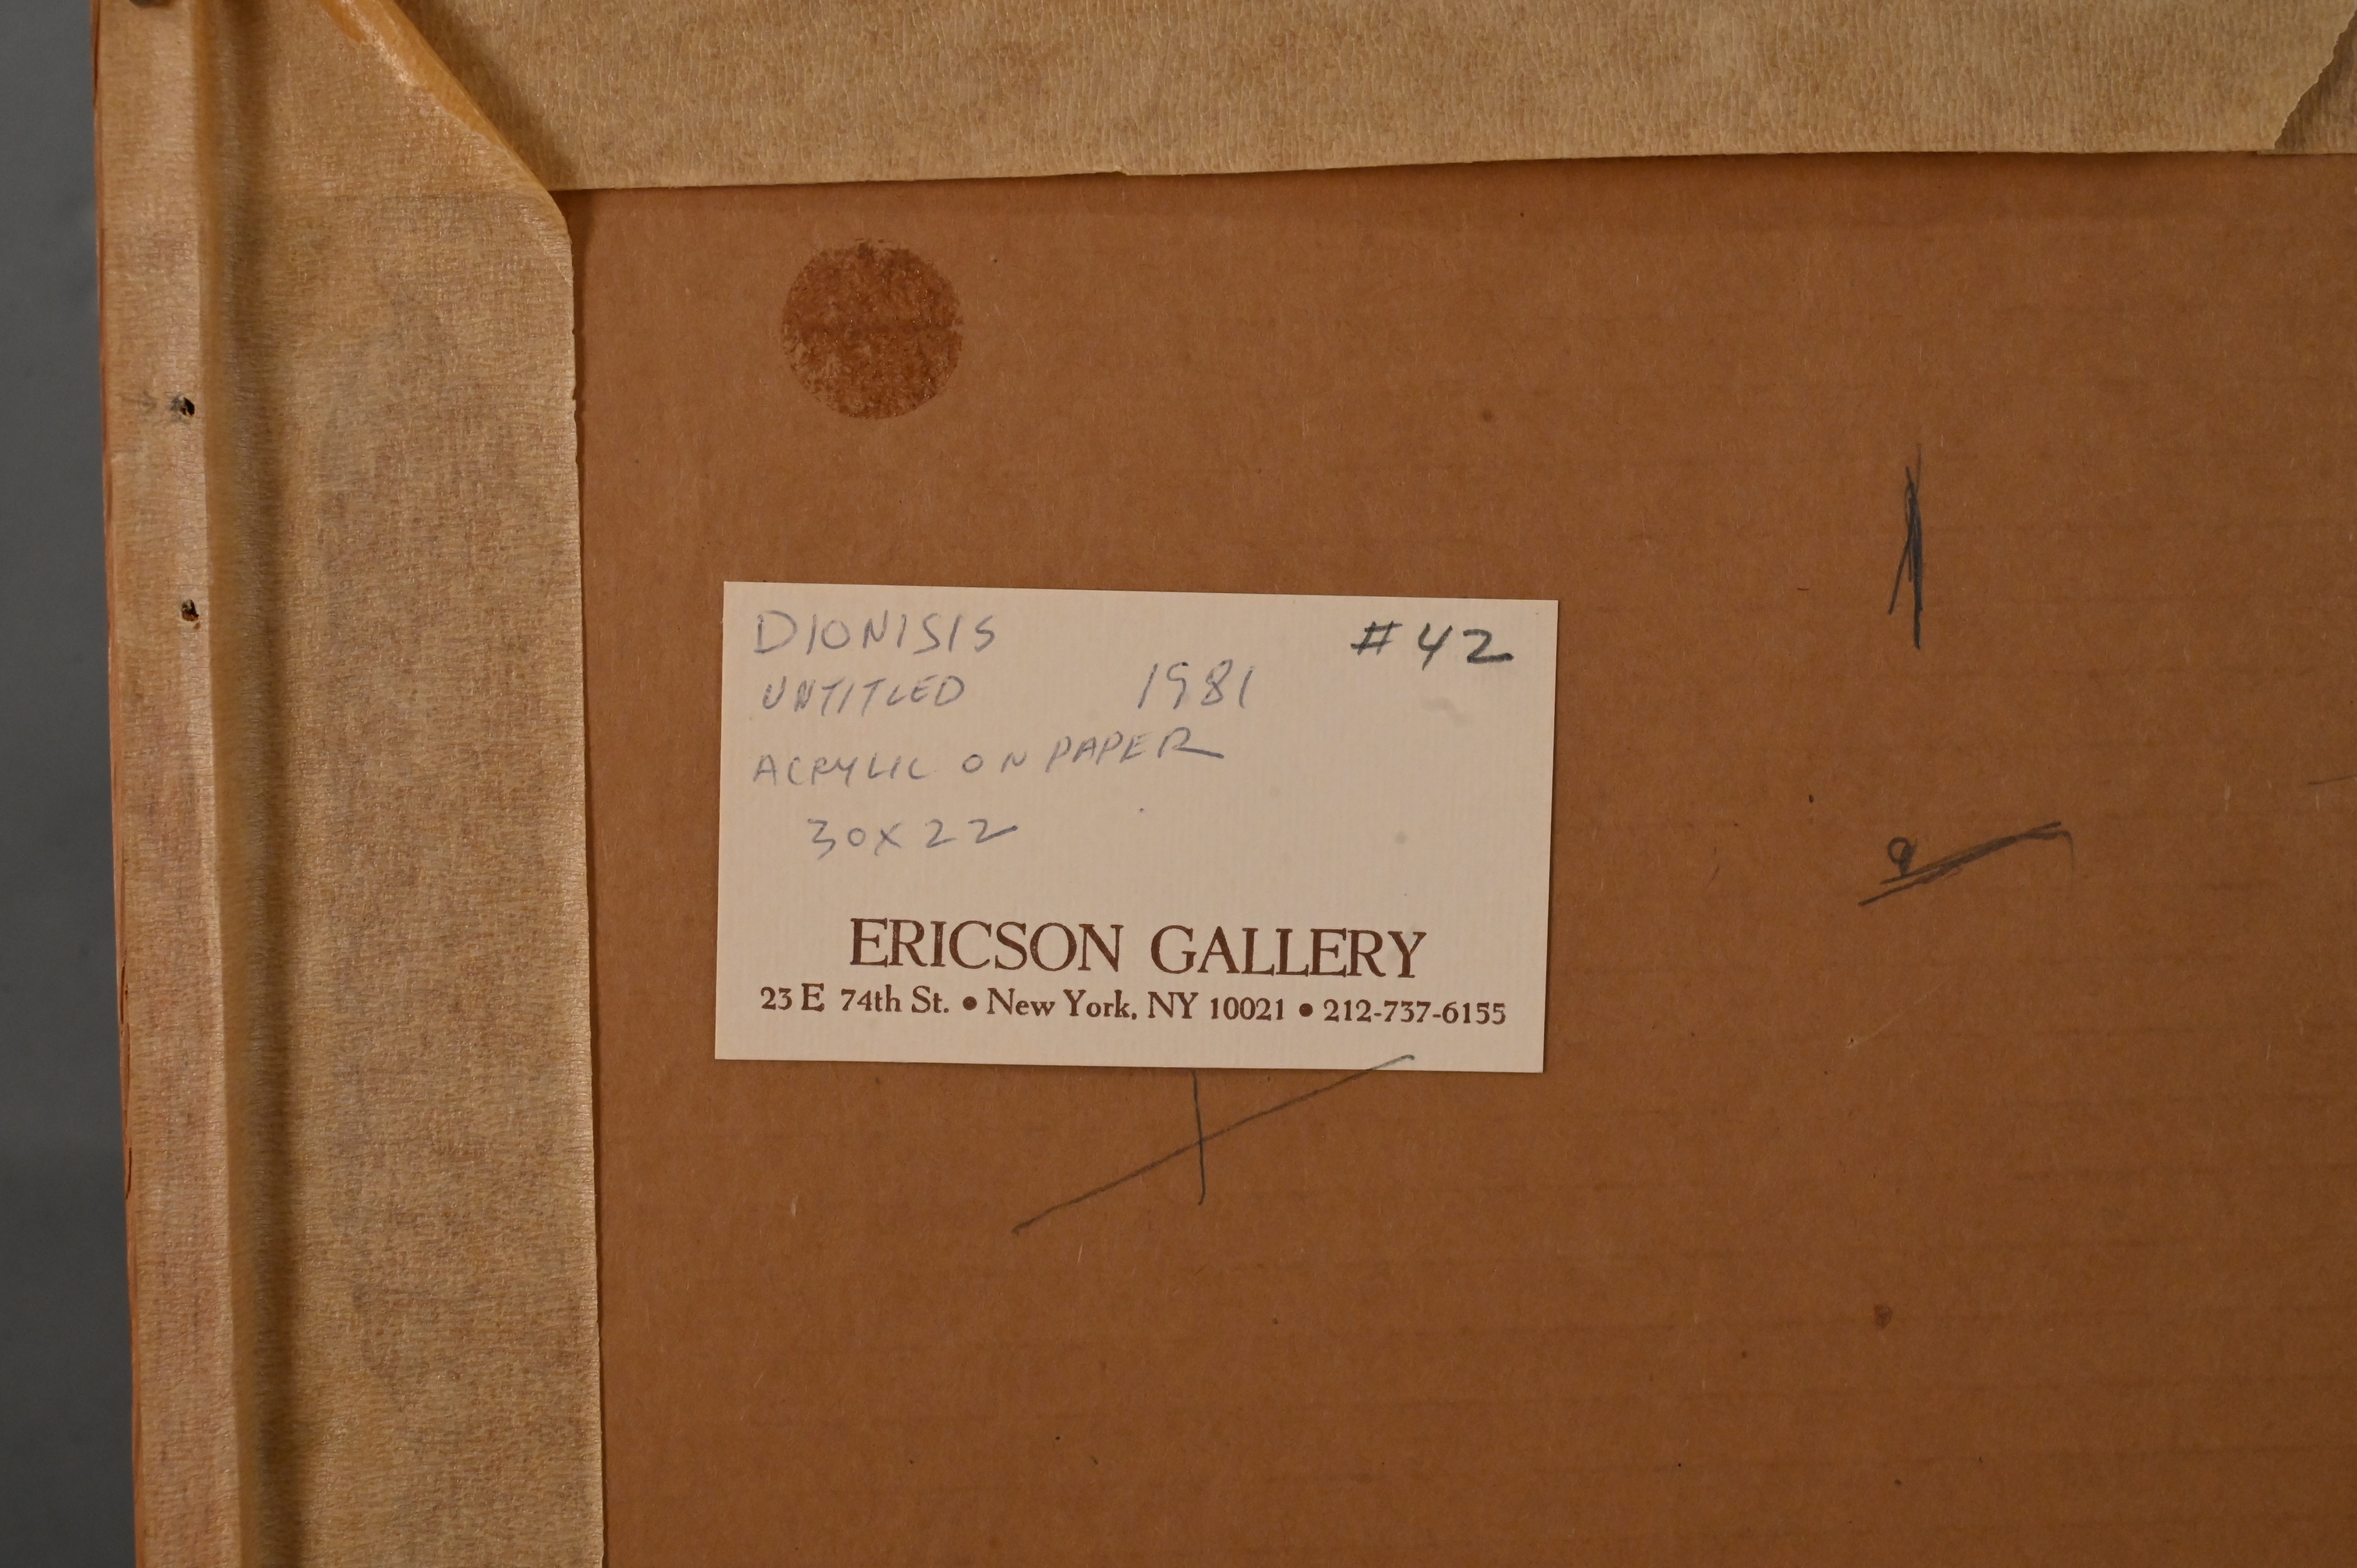 DIONISIS #42
UNTITLED 1981
ACRYLIC ON PAPER
30X22
ERICSON GALLERY
23 E 74th St. • New York, NY 10021 • 212-737-6155